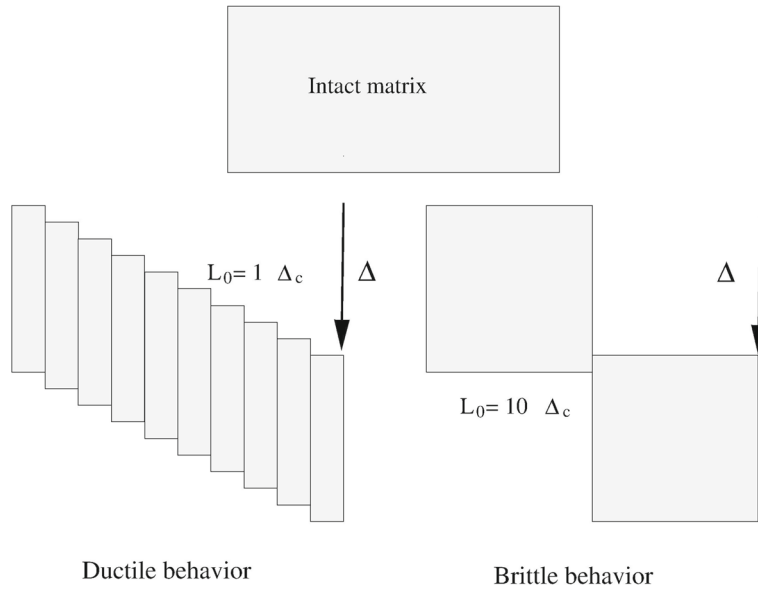 Intact matrix
L₀= 1 Δc
Δ
Δ
L₀= 10 Δc
Ductile behavior
Brittle behavior